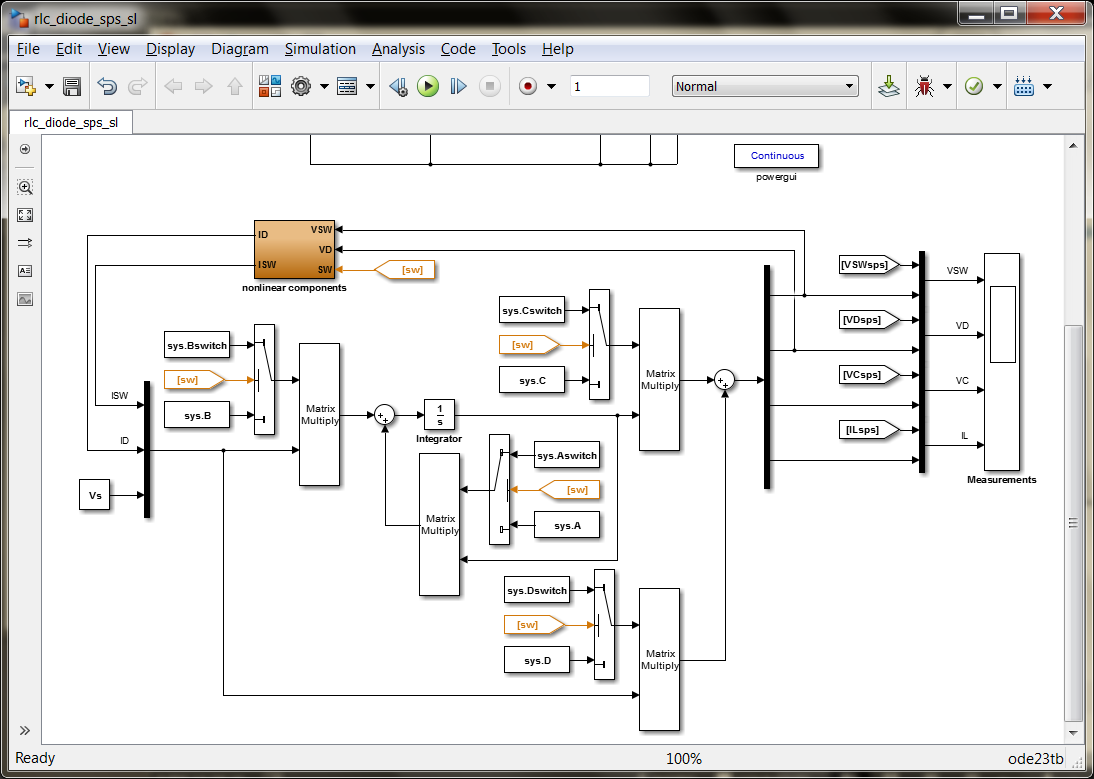 rlc_diode_sps_sl
File Edit View Display Diagram Simulation Analysis Code Tools Help
1 Normal
rlc_diode_sps_sl
Continuous
powergui
ID VSW
VD
ISW SW
[sw]
nonlinear components
[VSWsps]
VSW
sys.Cswitch
[VDsps]
VD
sys.Bswitch
[sw]
Matrix
Multiply
[sw]
sys.C
[VCsps]
VC
ISW
sys.B
Matrix
Multiply
1
s
Integrator
[ILsps]
IL
ID
Measurements
sys.Aswitch
Vs
[sw]
Matrix
Multiply
sys.A
sys.Dswitch
[sw]
sys.D
Matrix
Multiply
Ready 100% ode23tb